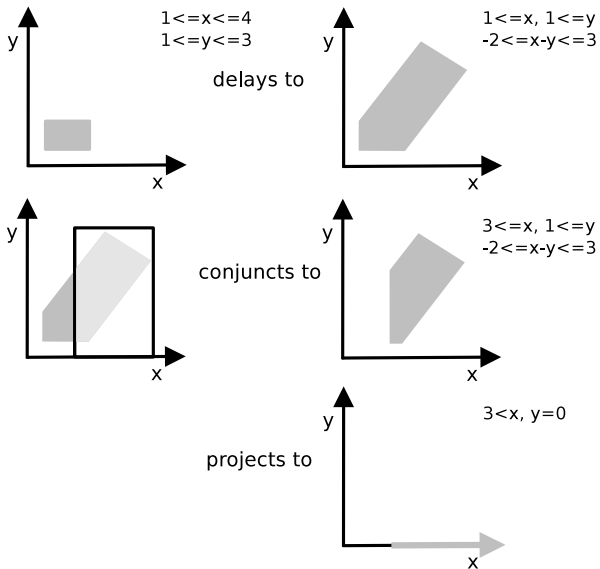 y
x
1<=x<=4
1<=y<=3
delays to
y
x
1<=x, 1<=y
-2<=x-y<=3
y
x
conjuncts to
y
x
3<=x, 1<=y
-2<=x-y<=3
projects to
y
x
3<x, y=0